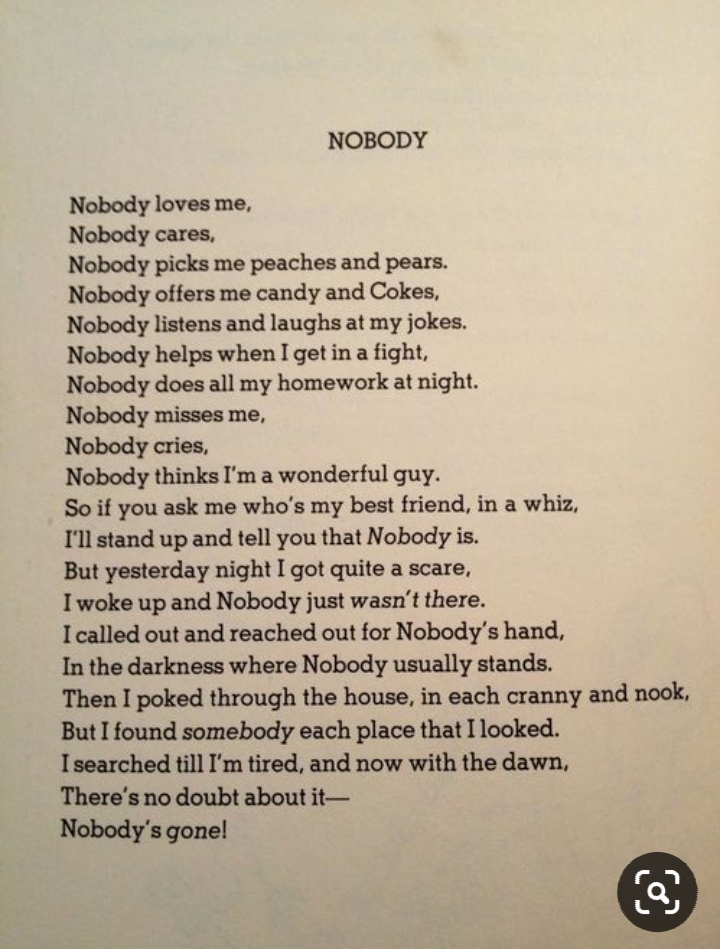 NOBODY
Nobody loves me,
Nobody cares,
Nobody picks me peaches and pears.
Nobody offers me candy and Cokes,
Nobody listens and laughs at my jokes.
Nobody helps when I get in a fight,
Nobody does all my homework at night.
Nobody misses me,
Nobody cries,
Nobody thinks I'm a wonderful guy.
So if you ask me who's my best friend, in a whiz,
I'll stand up and tell you that Nobody is.
But yesterday night I got quite a scare,
I woke up and Nobody just wasn't there.
I called out and reached out for Nobody's hand,
In the darkness where Nobody usually stands.
Then I poked through the house, in each cranny and nook,
But I found somebody each place that I looked.
I searched till I'm tired, and now with the dawn,
There's no doubt about it—
Nobody's gone!